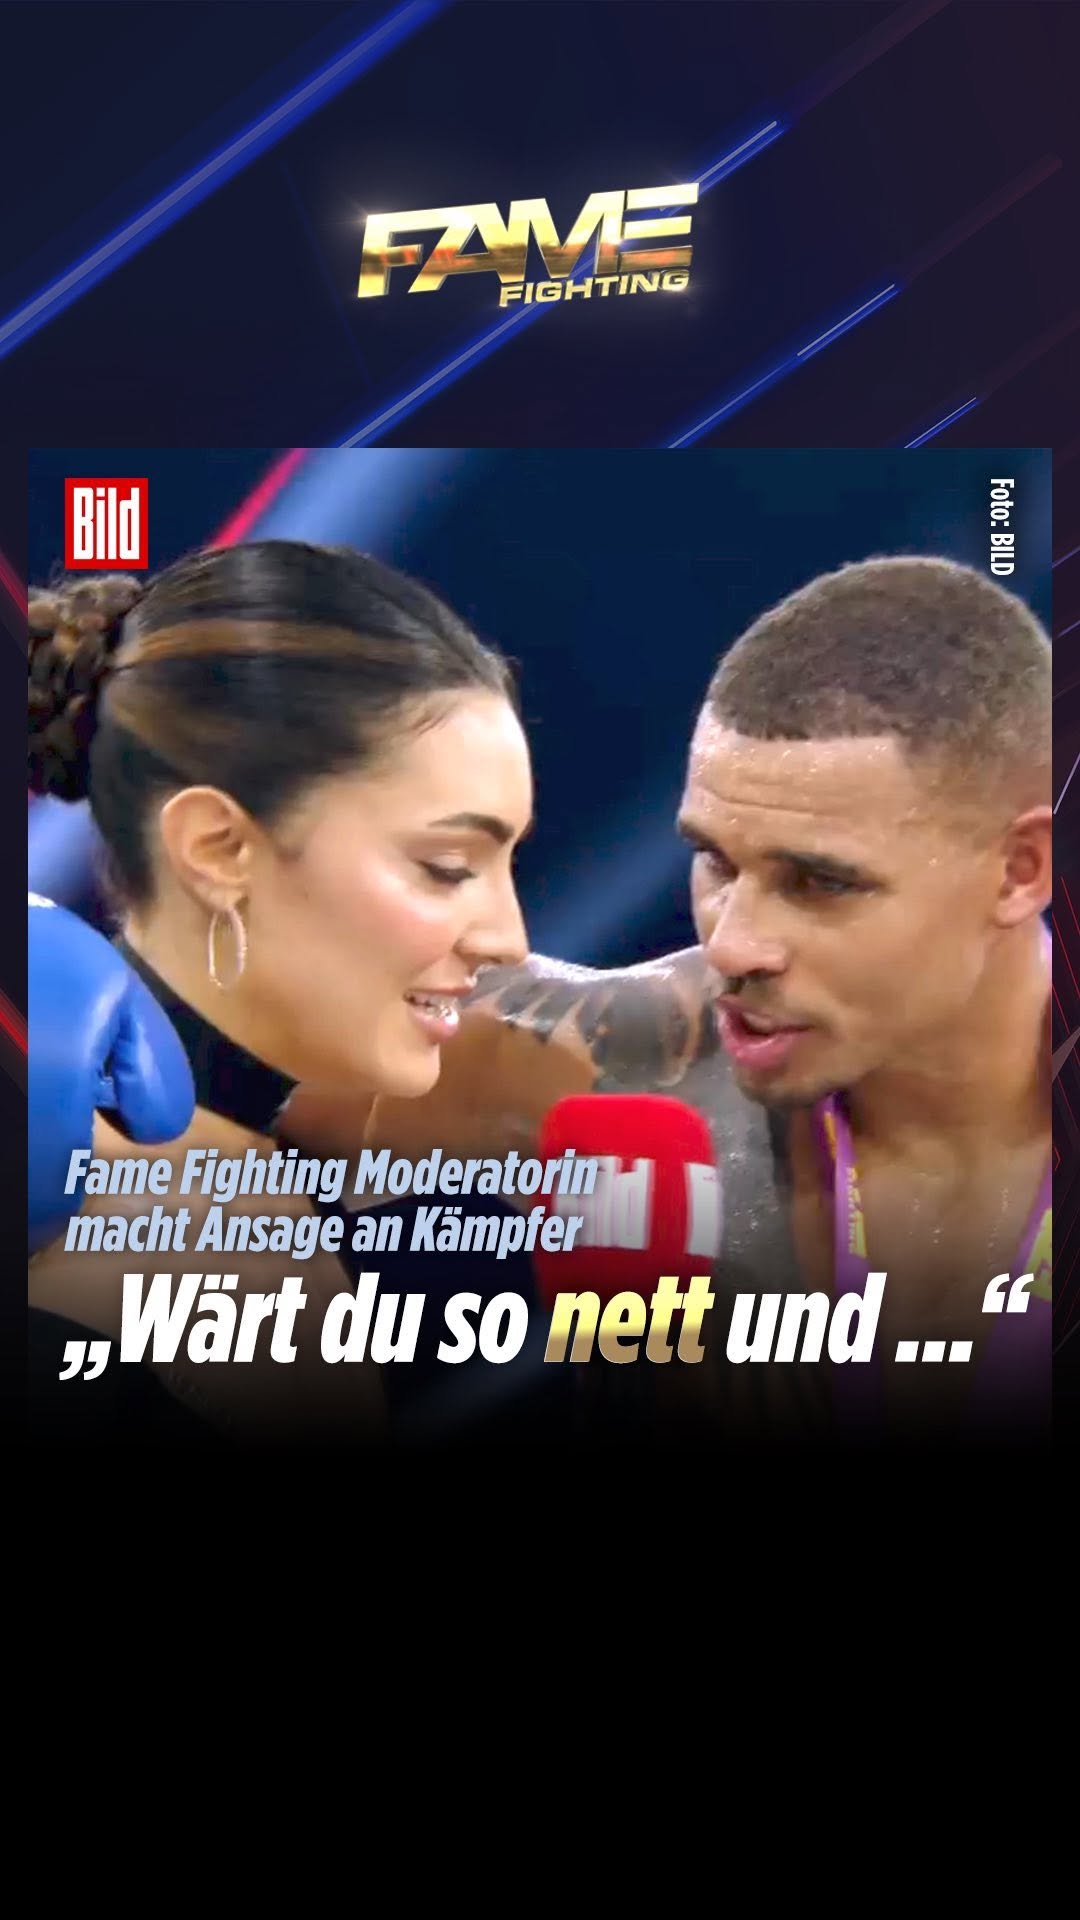 FAME
FIGHTING
Bild
Foto: BILD
Fame Fighting Moderatorin
macht Ansage an Kämpfer
„Wärt du so nett und ...“